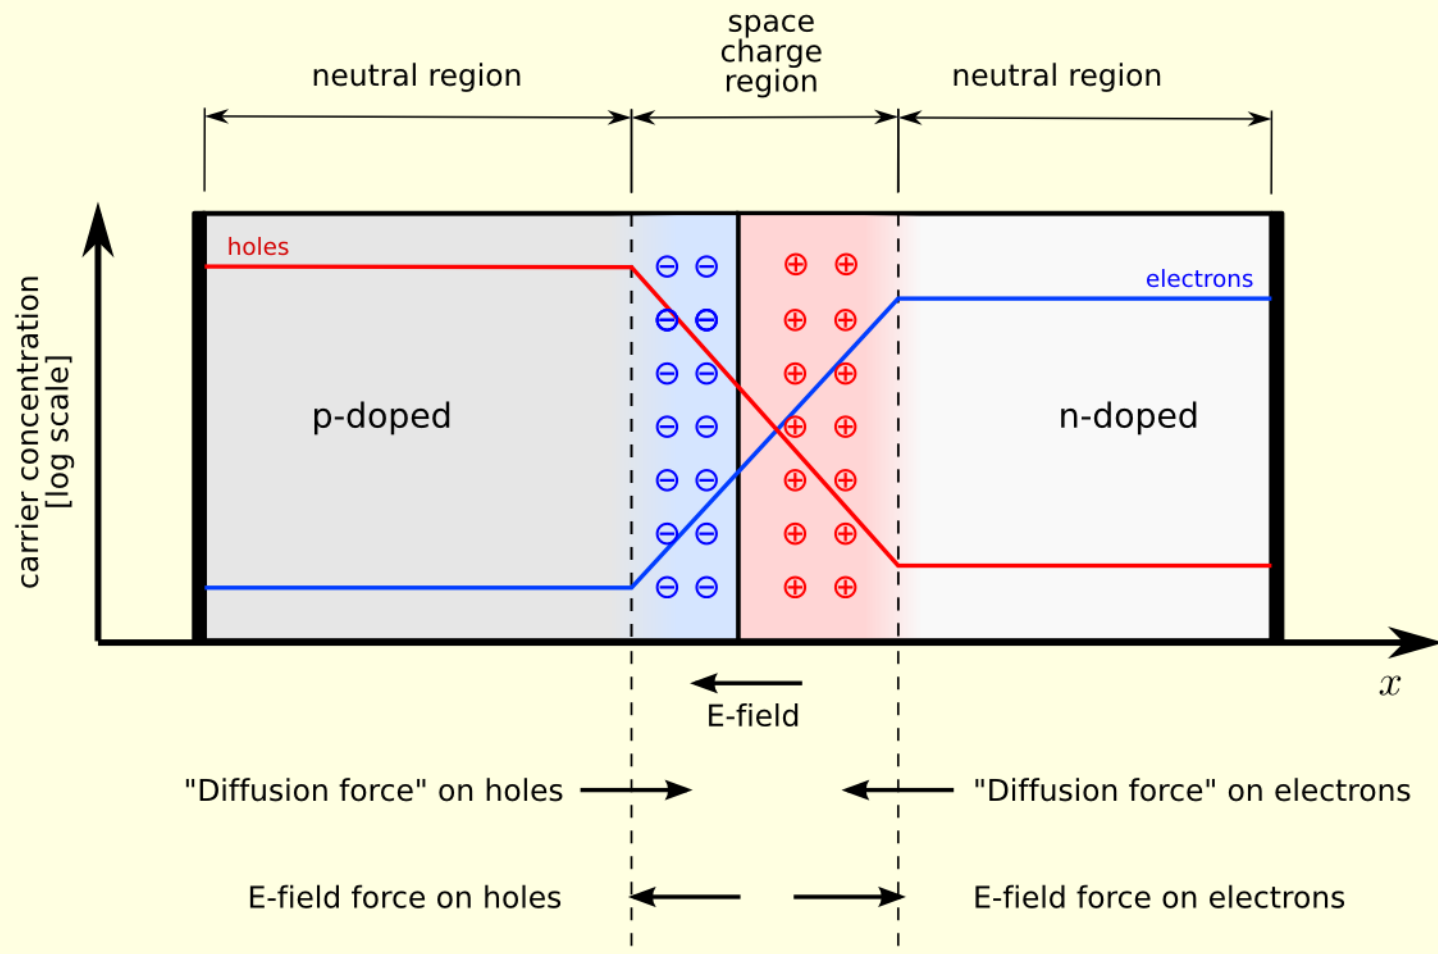 space
charge
region
neutral region
neutral region
holes
electrons
carrier concentration
[log scale]
p-doped
n-doped
x
E-field
"Diffusion force" on holes
"Diffusion force" on electrons
E-field force on holes
E-field force on electrons